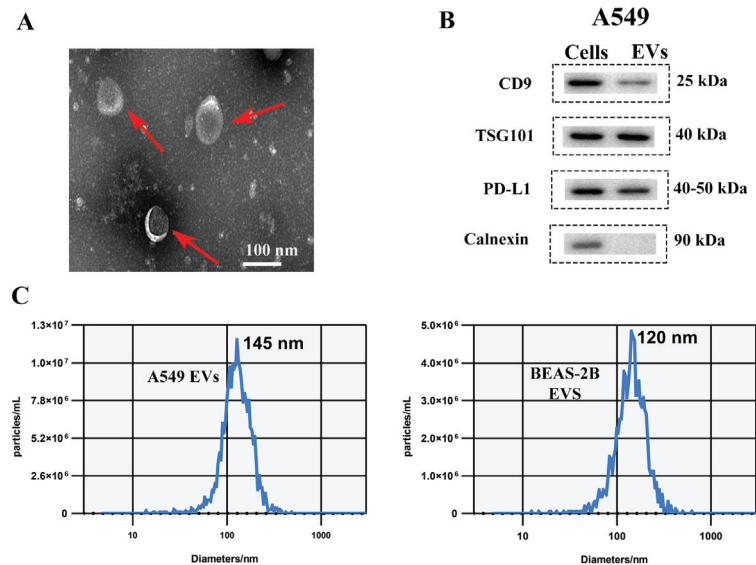 A
100 nm
B
A549
Cells EVs
CD9 25 kDa
TSG101 40 kDa
PD-L1 40-50 kDa
Calnexin 90 kDa
C
1.3×10⁷
1.0×10⁷
7.8×10⁶
5.2×10⁶
2.6×10⁶
0
particles/mL
145 nm
A549 EVs
10 100 1000
Diameters/nm
5.0×10⁶
4.0×10⁶
3.0×10⁶
2.0×10⁶
1.0×10⁶
0
particles/mL
120 nm
BEAS-2B
EVS
10 100 1000
Diameters/nm